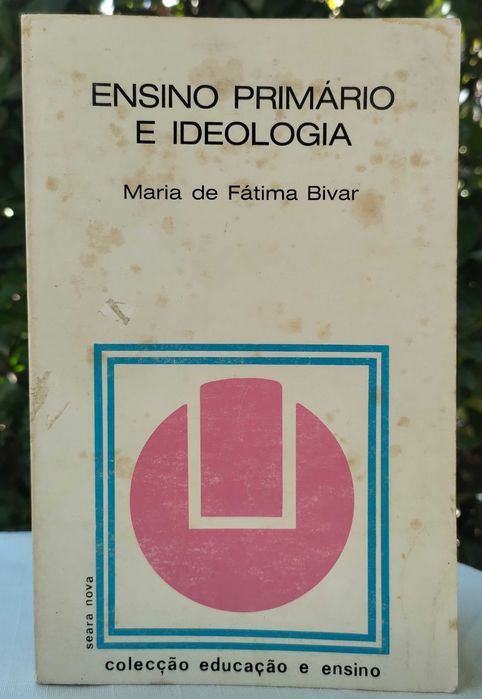 ENSINO PRIMÁRIO
E IDEOLOGIA
Maria de Fátima Bivar
seara nova
colecção educação e ensino